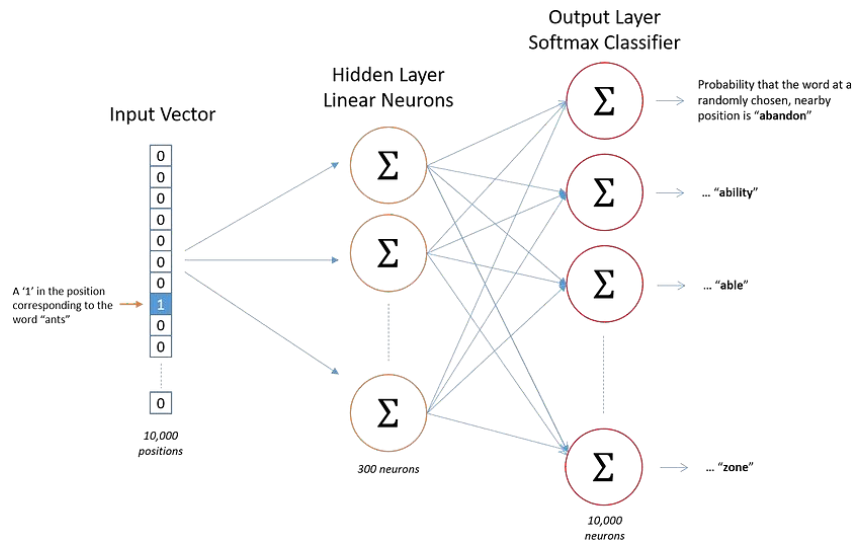 Output Layer
Softmax Classifier
Hidden Layer
Linear Neurons
Input Vector
0
0
0
0
0
0
0
1
0
0
0
A ‘1’ in the position
corresponding to the
word “ants”
10,000
positions
Σ
Σ
Σ
300 neurons
Σ
Σ
Σ
Σ
10,000
neurons
Probability that the word at a
randomly chosen, nearby
position is “abandon”
... “ability”
... “able”
... “zone”